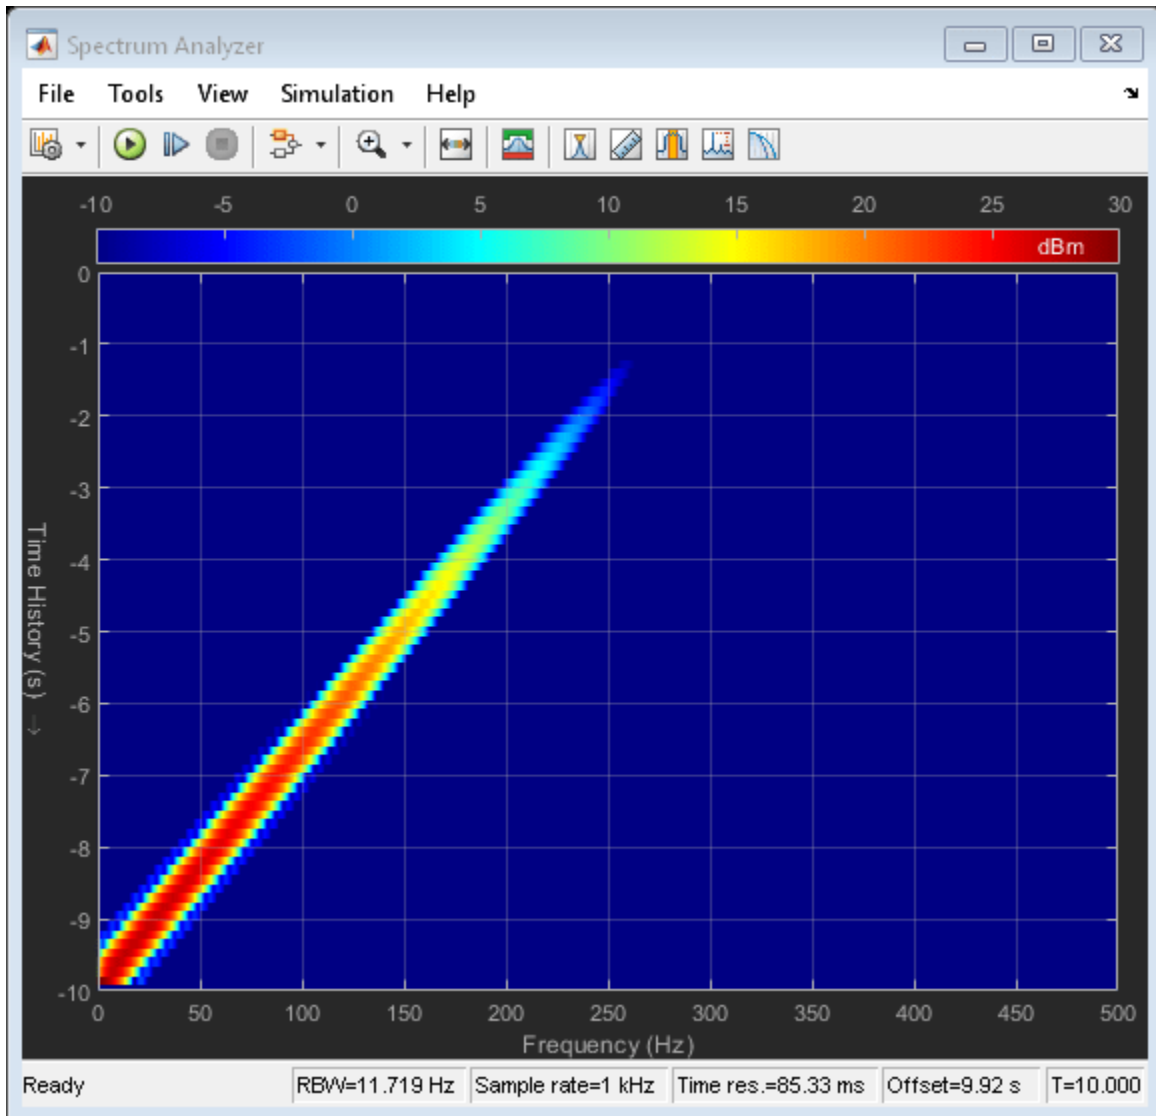 Spectrum Analyzer
File Tools View Simulation Help
-10 -5 0 5 10 15 20 25 30
dBm
0
-1
-2
-3
-4
-5
-6
-7
-8
-9
-10
Time History (s) →
0 50 100 150 200 250 300 350 400 450 500
Frequency (Hz)
Ready RBW=11.719 Hz Sample rate=1 kHz Time res.=85.33 ms Offset=9.92 s T=10.000